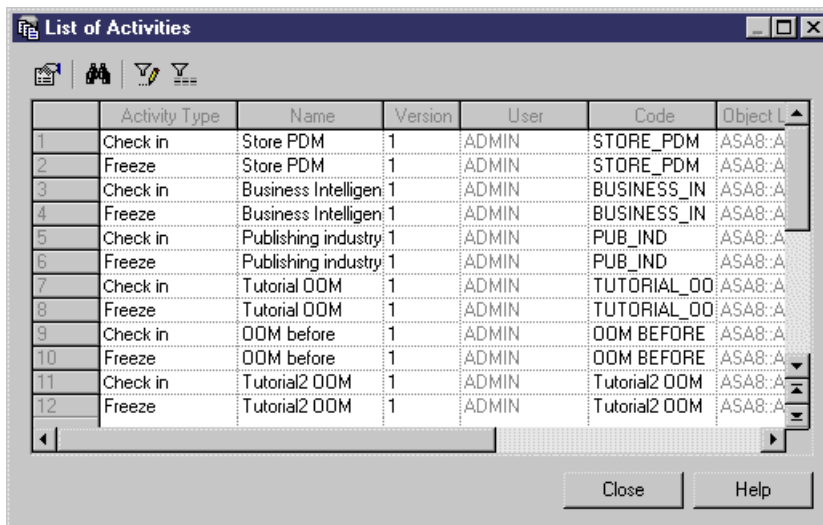 List of Activities
Activity Type Name Version User Code Object L
1 Check in Store PDM 1 ADMIN STORE_PDM ASA8::A
2 Freeze Store PDM 1 ADMIN STORE_PDM ASA8::A
3 Check in Business Intelligen 1 ADMIN BUSINESS_IN ASA8::A
4 Freeze Business Intelligen 1 ADMIN BUSINESS_IN ASA8::A
5 Check in Publishing industry 1 ADMIN PUB_IND ASA8::A
6 Freeze Publishing industry 1 ADMIN PUB_IND ASA8::A
7 Check in Tutorial OOM 1 ADMIN TUTORIAL_OO ASA8::A
8 Freeze Tutorial OOM 1 ADMIN TUTORIAL_OO ASA8::A
9 Check in OOM before 1 ADMIN OOM BEFORE ASA8::A
10 Freeze OOM before 1 ADMIN OOM BEFORE ASA8::A
11 Check in Tutorial2 OOM 1 ADMIN Tutorial2 OOM ASA8::A
12 Freeze Tutorial2 OOM 1 ADMIN Tutorial2 OOM ASA8::A
Close Help